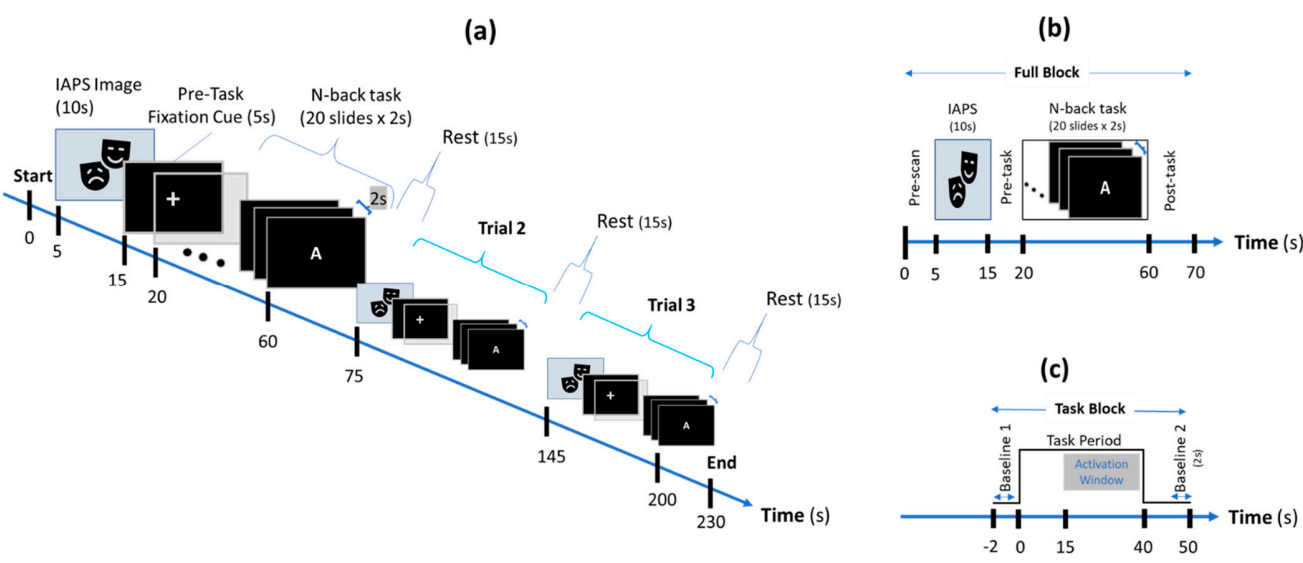 (a)
IAPS Image
(10s)
Pre-Task
Fixation Cue (5s)
N-back task
(20 slides x 2s)
Rest (15s)
Start
+
2s
A
Trial 2
Rest (15s)
0
5
15
20
60
75
+
A
Trial 3
Rest (15s)
+
A
145
200
End
230
Time (s)
(b)
Full Block
IAPS
(10s)
N-back task
(20 slides x 2s)
Pre-scan
Pre-task
A
Post-task
Time (s)
0
5
15
20
60
70
(c)
Task Block
Baseline 1
Task Period
Activation
Window
Baseline 2
(2s)
Time (s)
-2
0
15
40
50